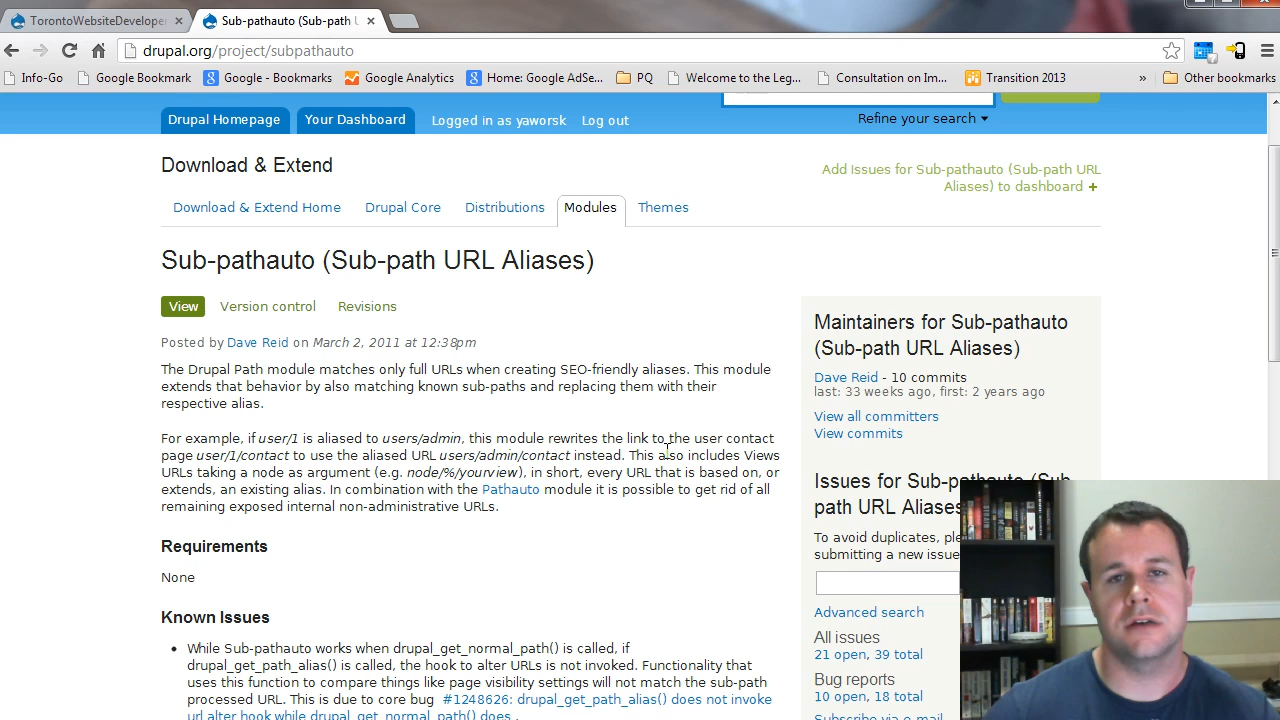 TorontoWebsiteDeveloper
Sub-pathauto (Sub-path U
drupal.org/project/subpathauto
Info-Go
Google Bookmark
Google - Bookmarks
Google Analytics
Home: Google AdSe...
PQ
Welcome to the Leg...
Consultation on Im...
Transition 2013
»
Other bookmarks
Drupal Homepage
Your Dashboard
Logged in as yaworsk
Log out
Refine your search
Download & Extend
Add Issues for Sub-pathauto (Sub-path URL
Aliases) to dashboard +
Download & Extend Home
Drupal Core
Distributions
Modules
Themes
Sub-pathauto (Sub-path URL Aliases)
View
Version control
Revisions
Posted by Dave Reid on March 2, 2011 at 12:38pm
The Drupal Path module matches only full URLs when creating SEO-friendly aliases. This module
extends that behavior by also matching known sub-paths and replacing them with their
respective alias.
For example, if user/1 is aliased to users/admin, this module rewrites the link to the user contact
page user/1/contact to use the aliased URL users/admin/contact instead. This also includes Views
URLs taking a node as argument (e.g. node/%/yourview), in short, every URL that is based on, or
extends, an existing alias. In combination with the Pathauto module it is possible to get rid of all
remaining exposed internal non-administrative URLs.
Requirements
None
Known Issues
While Sub-pathauto works when drupal_get_normal_path() is called, if
drupal_get_path_alias() is called, the hook to alter URLs is not invoked. Functionality that
uses this function to compare things like page visibility settings will not match the sub-path
processed URL. This is due to core bug #1248626: drupal_get_path_alias() does not invoke
url alter hook while drupal_get_normal_path() does .
Maintainers for Sub-pathauto
(Sub-path URL Aliases)
Dave Reid - 10 commits
last: 33 weeks ago, first: 2 years ago
View all committers
View commits
Issues for Sub-pathauto (Sub-
path URL Aliases
To avoid duplicates, ple
submitting a new issue
Advanced search
All issues
21 open, 39 total
Bug reports
10 open, 18 total
Subscribe via e-mail